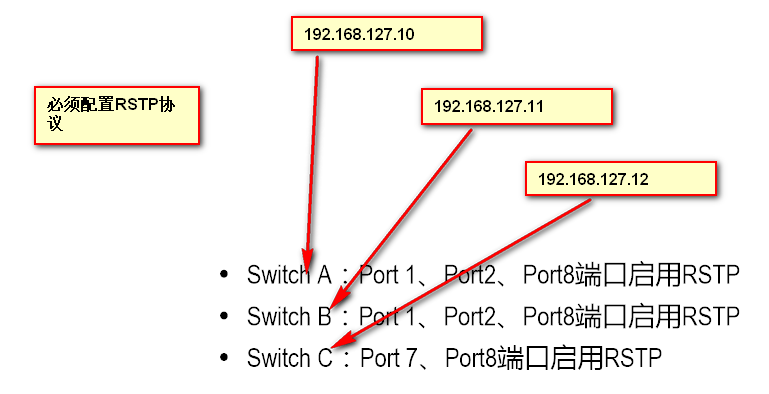 192.168.127.10
必须配置RSTP协
议
192.168.127.11
192.168.127.12
• Switch A：Port 1、Port2、Port8端口启用RSTP
• Switch B：Port 1、Port2、Port8端口启用RSTP
• Switch C：Port 7、Port8端口启用RSTP